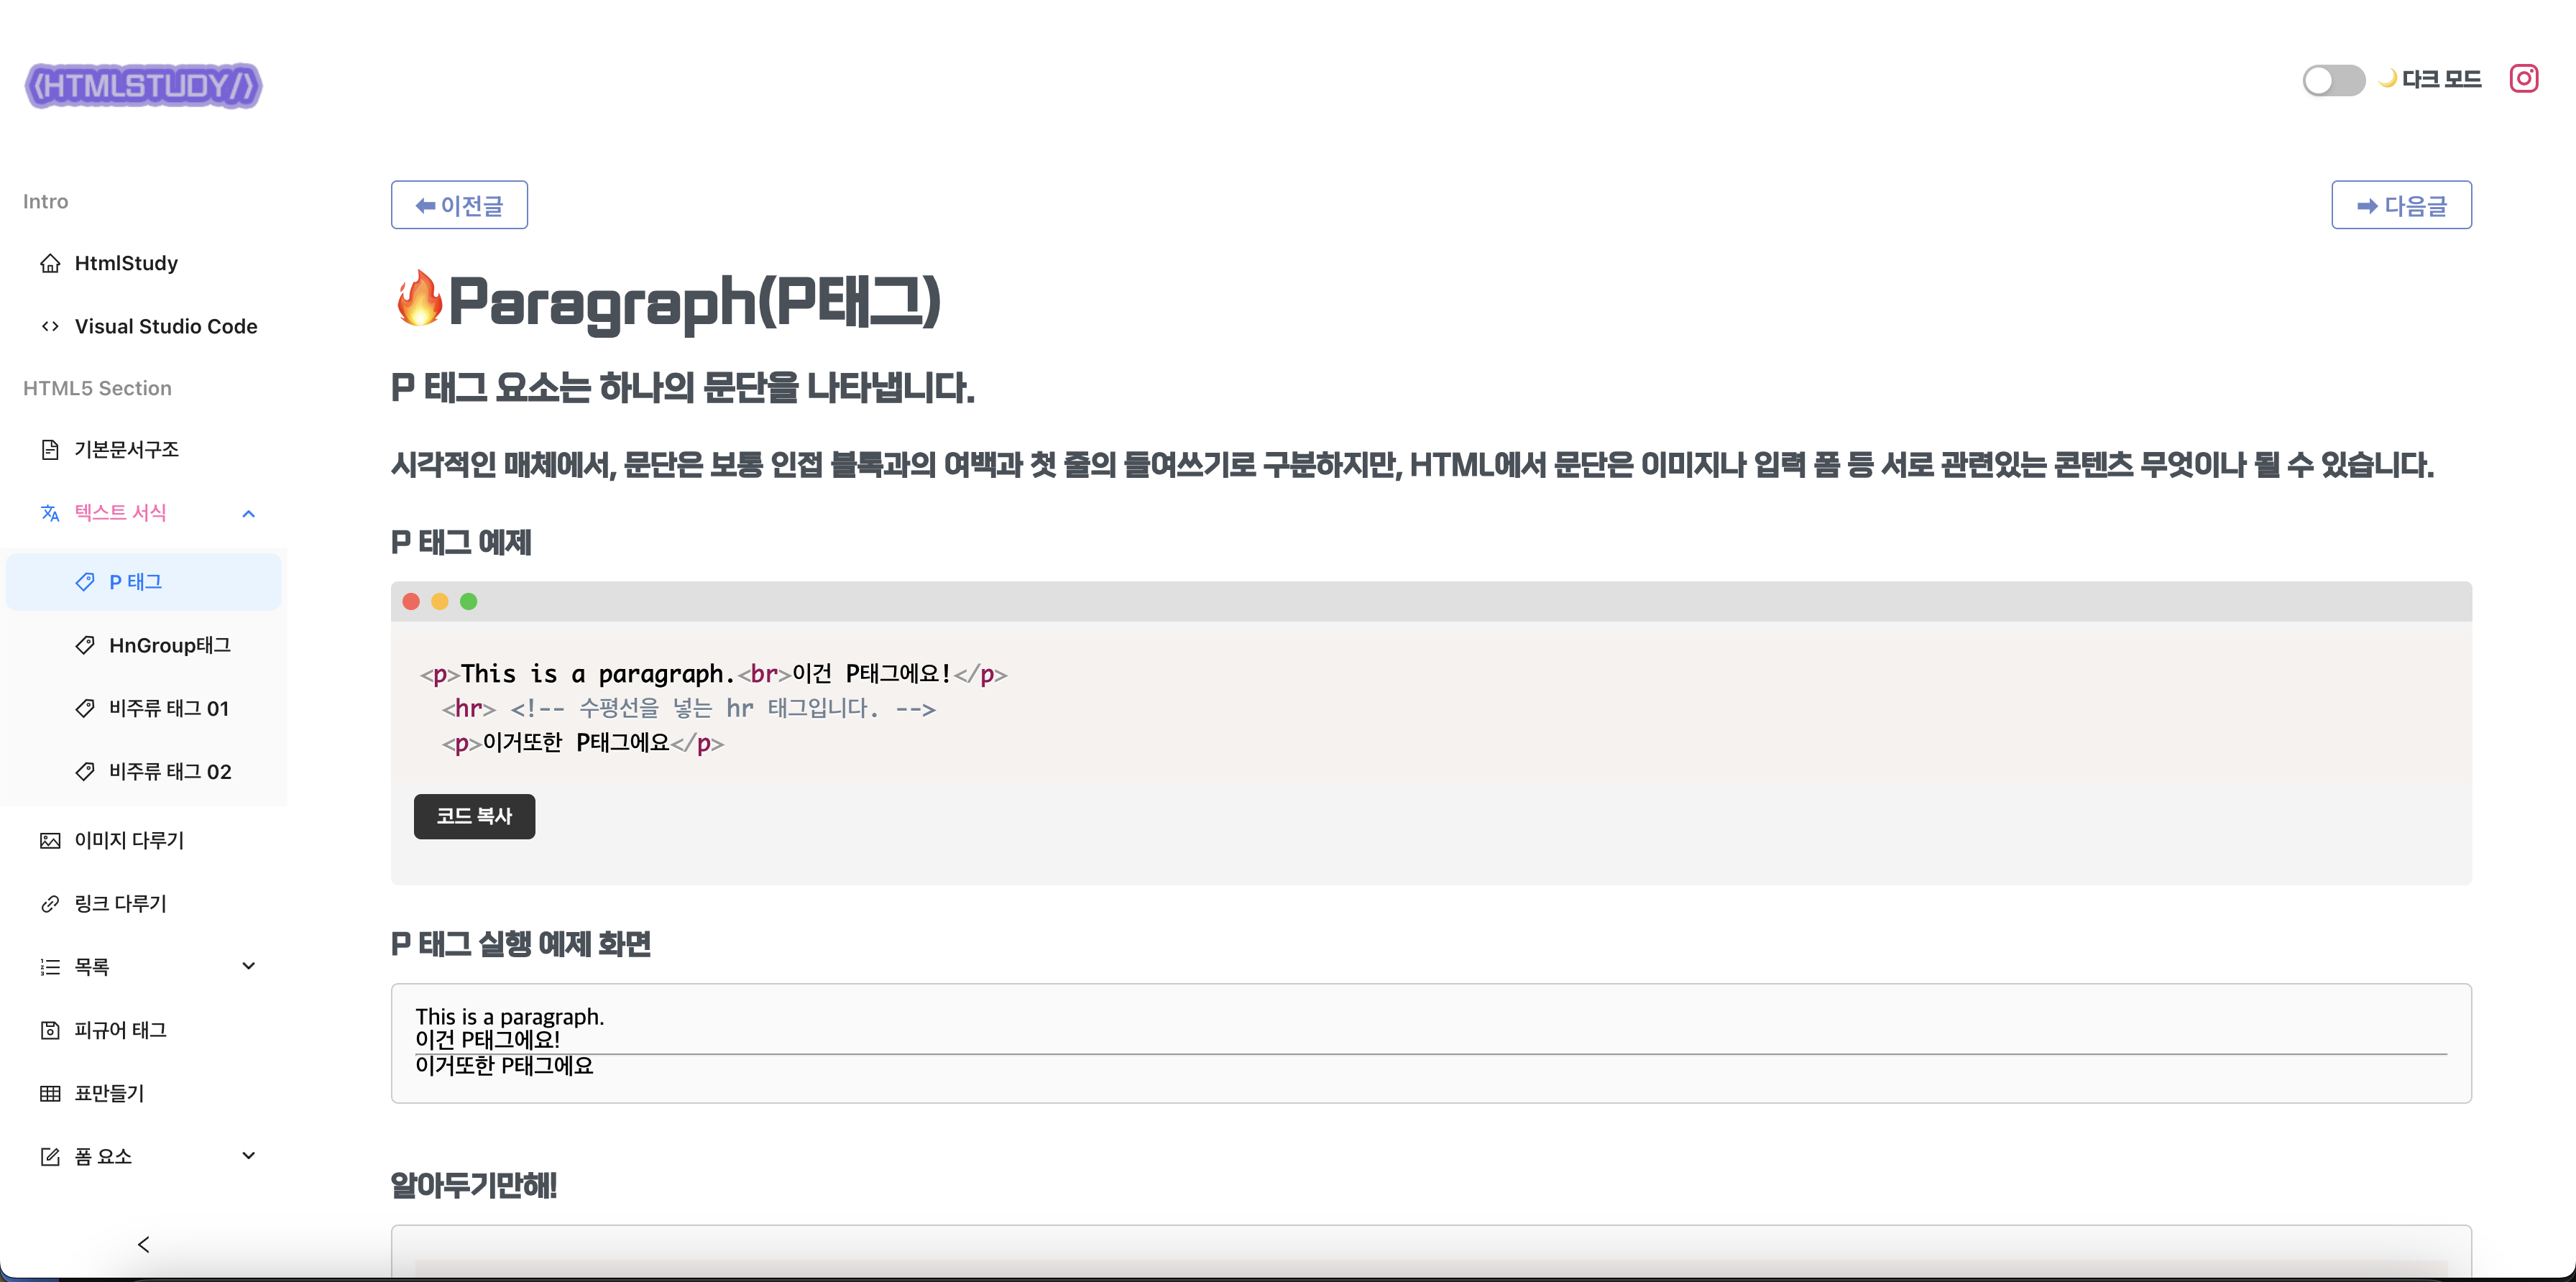 <HTMLSTUDY/>
🌙 다크 모드
Intro
HtmlStudy
Visual Studio Code
HTML5 Section
기본문서구조
텍스트 서식
P 태그
HnGroup태그
비주류 태그 01
비주류 태그 02
이미지 다루기
링크 다루기
목록
피규어 태그
표만들기
폼 요소
⬅ 이전글
➡ 다음글
🔥Paragraph(P태그)
P 태그 요소는 하나의 문단을 나타냅니다.
시각적인 매체에서, 문단은 보통 인접 블록과의 여백과 첫 줄의 들여쓰기로 구분하지만, HTML에서 문단은 이미지나 입력 폼 등 서로 관련있는 콘텐츠 무엇이나 될 수 있습니다.
P 태그 예제
<p>This is a paragraph.<br>이건 P태그에요!</p>
<hr> <!-- 수평선을 넣는 hr 태그입니다. -->
<p>이거또한 P태그에요</p>
코드 복사
P 태그 실행 예제 화면
This is a paragraph.
이건 P태그에요!
이거또한 P태그에요
알아두기만해!